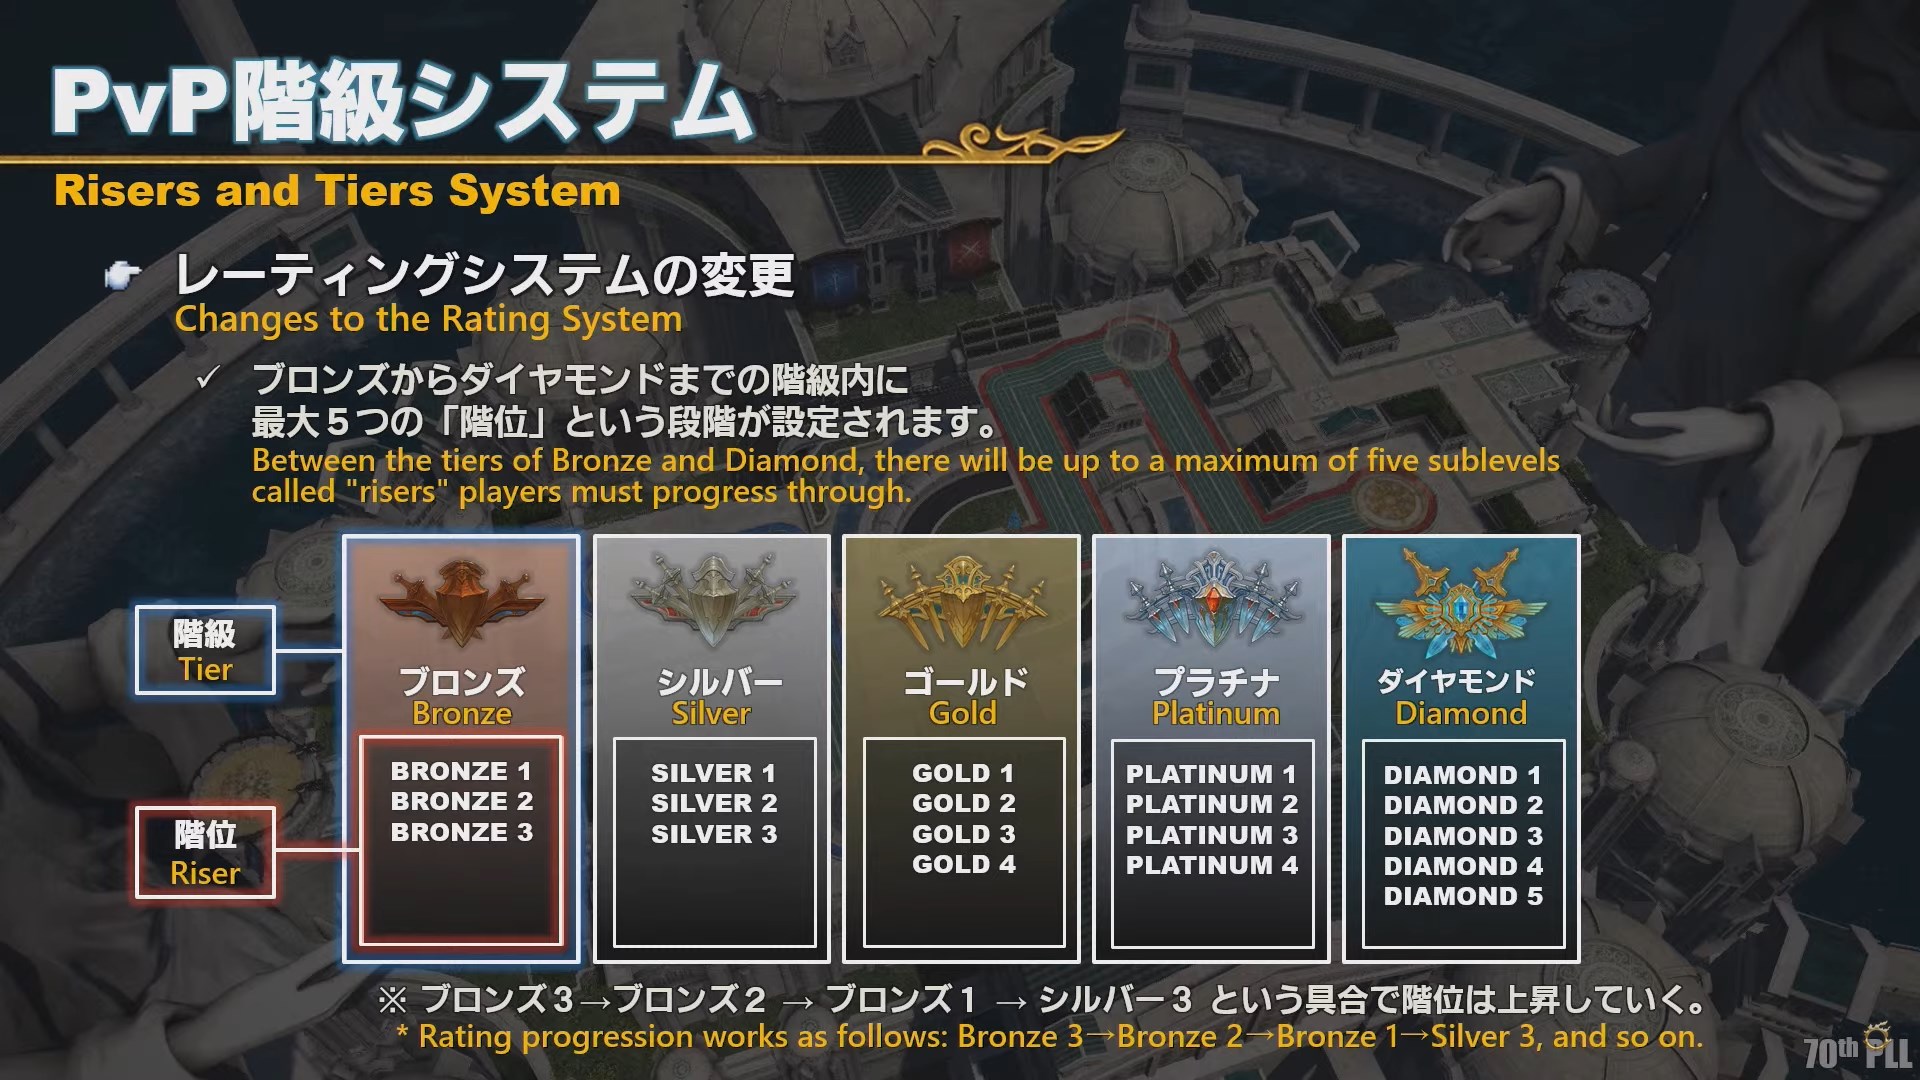 PvP階級システム
Risers and Tiers System
レーティングシステムの変更
Changes to the Rating System
✓ ブロンズからダイヤモンドまでの階級内に
最大５つの「階位」という段階が設定されます。
Between the tiers of Bronze and Diamond, there will be up to a maximum of five sublevels
called "risers" players must progress through.
階級
Tier
階位
Riser
ブロンズ
Bronze
BRONZE 1
BRONZE 2
BRONZE 3
シルバー
Silver
SILVER 1
SILVER 2
SILVER 3
ゴールド
Gold
GOLD 1
GOLD 2
GOLD 3
GOLD 4
プラチナ
Platinum
PLATINUM 1
PLATINUM 2
PLATINUM 3
PLATINUM 4
ダイヤモンド
Diamond
DIAMOND 1
DIAMOND 2
DIAMOND 3
DIAMOND 4
DIAMOND 5
※ ブロンズ３→ブロンズ２ → ブロンズ１ → シルバー３ という具合で階位は上昇していく。
* Rating progression works as follows: Bronze 3→Bronze 2→Bronze 1→Silver 3, and so on.
70th PLL